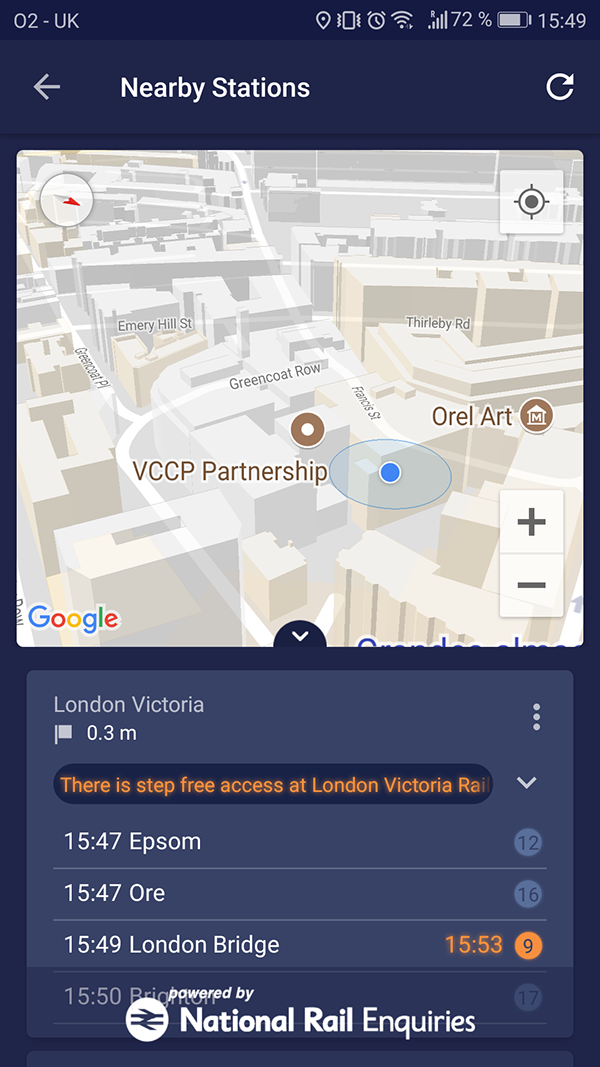 O2 - UK
R
72 %
15:49
Nearby Stations
Emery Hill St
Thirleby Rd
Greencoat Pl
Greencoat Row
Francis St
Orel Art
M
VCCP Partnership
Row
Google
London Victoria
0.3 m
There is step free access at London Victoria Rail
15:47 Epsom 12
15:47 Ore 16
15:49 London Bridge 15:53 9
15:50 Brighton 17
powered by
National Rail Enquiries